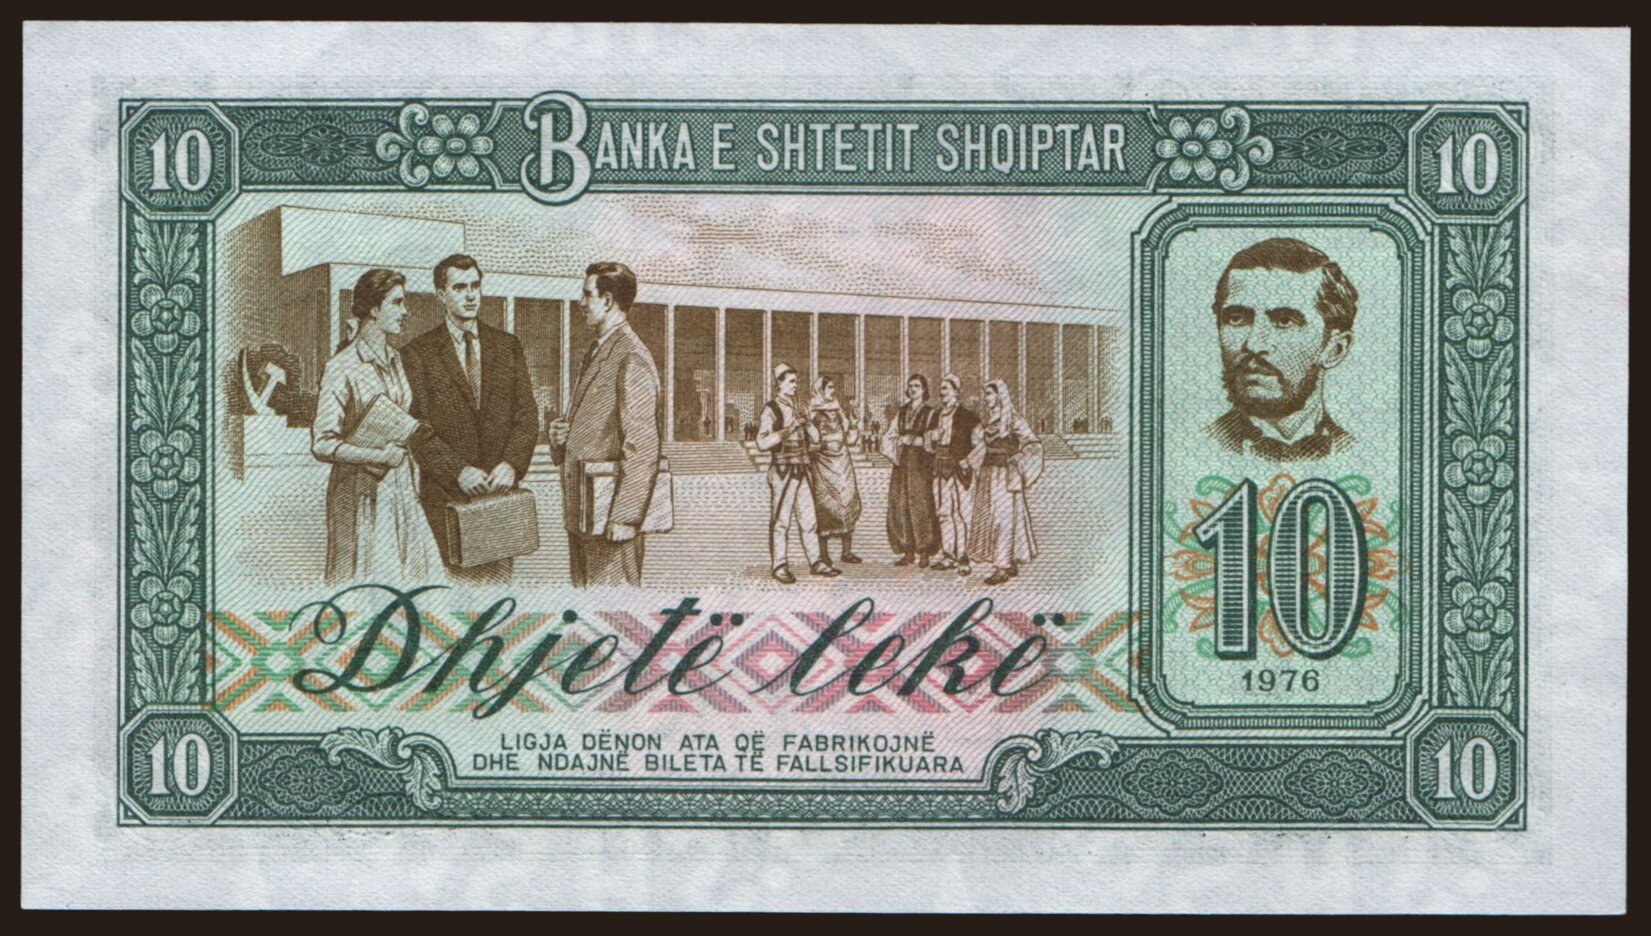 10 BANKA E SHTETIT SHQIPTAR 10
10
1976
Dhjetë lekë
LIGJA DËNON ATA QË FABRIKOJNË
DHE NDAJNË BILETA TË FALLSIFIKUARA
10 10